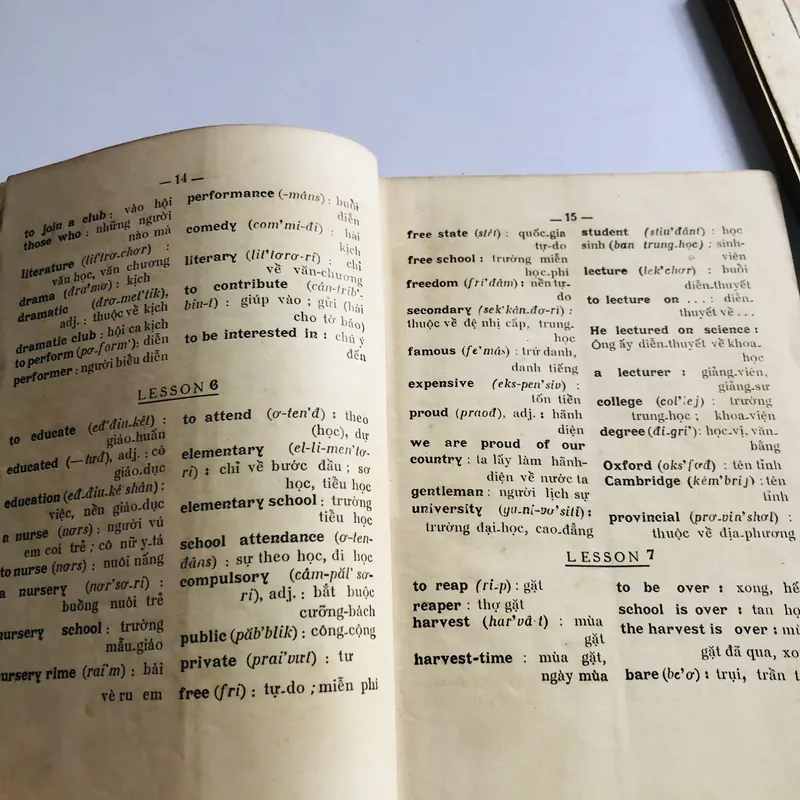 — 14 —
to join a club : vào hội
those who : những người
nào mà
literature (lit'trơ-chơr) :
văn học, văn chương
drama (dra'mơ) : kịch
dramatic (drơ-met'tik),
adj. : thuộc về kịch
dramatic club : hội ca kịch
to perform (pơ-form') : diễn
performer : người biểu diễn
performance (-mâns) : buổi
diễn
comedy (com'mi-đi) : hài
kịch
literary (lit'tơrơ-ri) : chỉ
về văn-chương
to contribute (cân-trib'
biu-t) : giúp vào ; gửi (bài
cho tờ báo)
to be interested in : chú ý
đến
LESSON 6
to educate (eđ'điu-kêt) :
giáo-huấn
educated (—tưđ), adj. : có
giáo-dục
education (eđ-điu-kê'shân) :
việc, nền giáo-dục
a nurse (nơrs) : người vú
em coi trẻ ; cô nữ y-tá
to nurse (nơrs) : nuôi nấng
a nursery (nơr'sơ-ri) :
buồng nuôi trẻ
nursery school : trường
mẫu-giáo
nursery rime (rai'm) : bài
vè ru em
to attend (ơ-ten'đ) : theo
(học), dự
elementary (el-li-men'tơ-
ri) : chỉ về bước đầu ; sơ
học, tiểu học
elementary school : trường
tiểu học
school attendance (ơ-ten-
đâns) : sự theo học, đi học
compulsory (câm-păl'sơ-
ri), adj. : bắt buộc
cưỡng-bách
public (păb'blik) : công-cộng
private (prai'vưt) : tư
free (fri) : tự-do ; miễn phí
— 15 —
free state (stêt) : quốc-gia
tự-do
free school : trường miễn
học-phí
freedom (fri'đâm) : nền tự-
do
secondary (sek'kân-đơ-ri) :
thuộc về đệ nhị cấp, trung-
học
famous (fe'mâs) : trứ danh,
danh tiếng
expensive (eks-pen'siv) :
tốn tiền
proud (praođ), adj. : hãnh
diện
we are proud of our
country : ta lấy làm hãnh-
diện về nước ta
gentleman : người lịch sự
university (yu-ni-vơ'siti) :
trường đại-học, cao-đẳng
student (stiu'đânt) : học
sinh (ban trung-học) : sinh-
viên
lecture (lek'chơr) : buổi
diễn-thuyết
to lecture on . . . : diễn-
thuyết về . . .
He lectured on science :
Ông ấy diễn-thuyết về khoa-
học
a lecturer : giảng-viên,
giảng-sư
college (col'lej) : trường
trung-học ; khoa-viện
degree (đi-gri') : học-vị, văn-
bằng
Oxford (oks'fơđ) : tên tỉnh
Cambridge (kêm'brij) : tên
tỉnh
provincial (prơ-vin'shơl) :
thuộc về địa-phương
LESSON 7
to reap (ri-p) : gặt
reaper : thợ gặt
harvest (har'vât) : mùa
gặt
harvest-time : mùa gặt,
ngày mùa
to be over : xong, hế
school is over : tan họ
the harvest is over : mù
gặt đã qua, xo
bare (be'ơ) : trụi, trần t